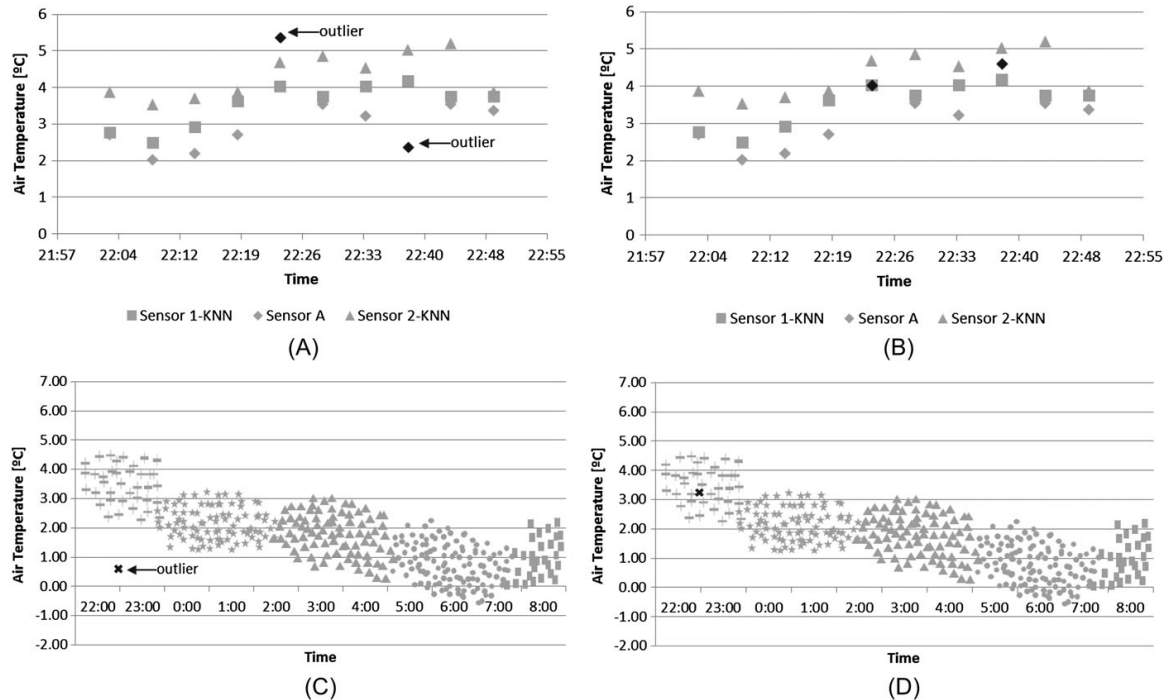 6
5
4
3
2
1
0
Air Temperature [ºC]
outlier
outlier
21:57 22:04 22:12 22:19 22:26 22:33 22:40 22:48 22:55
Time
Sensor 1-KNN Sensor A Sensor 2-KNN
(A)
6
5
4
3
2
1
0
Air Temperature [ºC]
21:57 22:04 22:12 22:19 22:26 22:33 22:40 22:48 22:55
Time
Sensor 1-KNN Sensor A Sensor 2-KNN
(B)
7.00
6.00
5.00
4.00
3.00
2.00
1.00
0.00
-1.00
-2.00
Air Temperature [ºC]
outlier
22:00 23:00 0:00 1:00 2:00 3:00 4:00 5:00 6:00 7:00 8:00
Time
(C)
7.00
6.00
5.00
4.00
3.00
2.00
1.00
0.00
-1.00
-2.00
Air Temperature [ºC]
22:00 23:00 0:00 1:00 2:00 3:00 4:00 5:00 6:00 7:00 8:00
Time
(D)